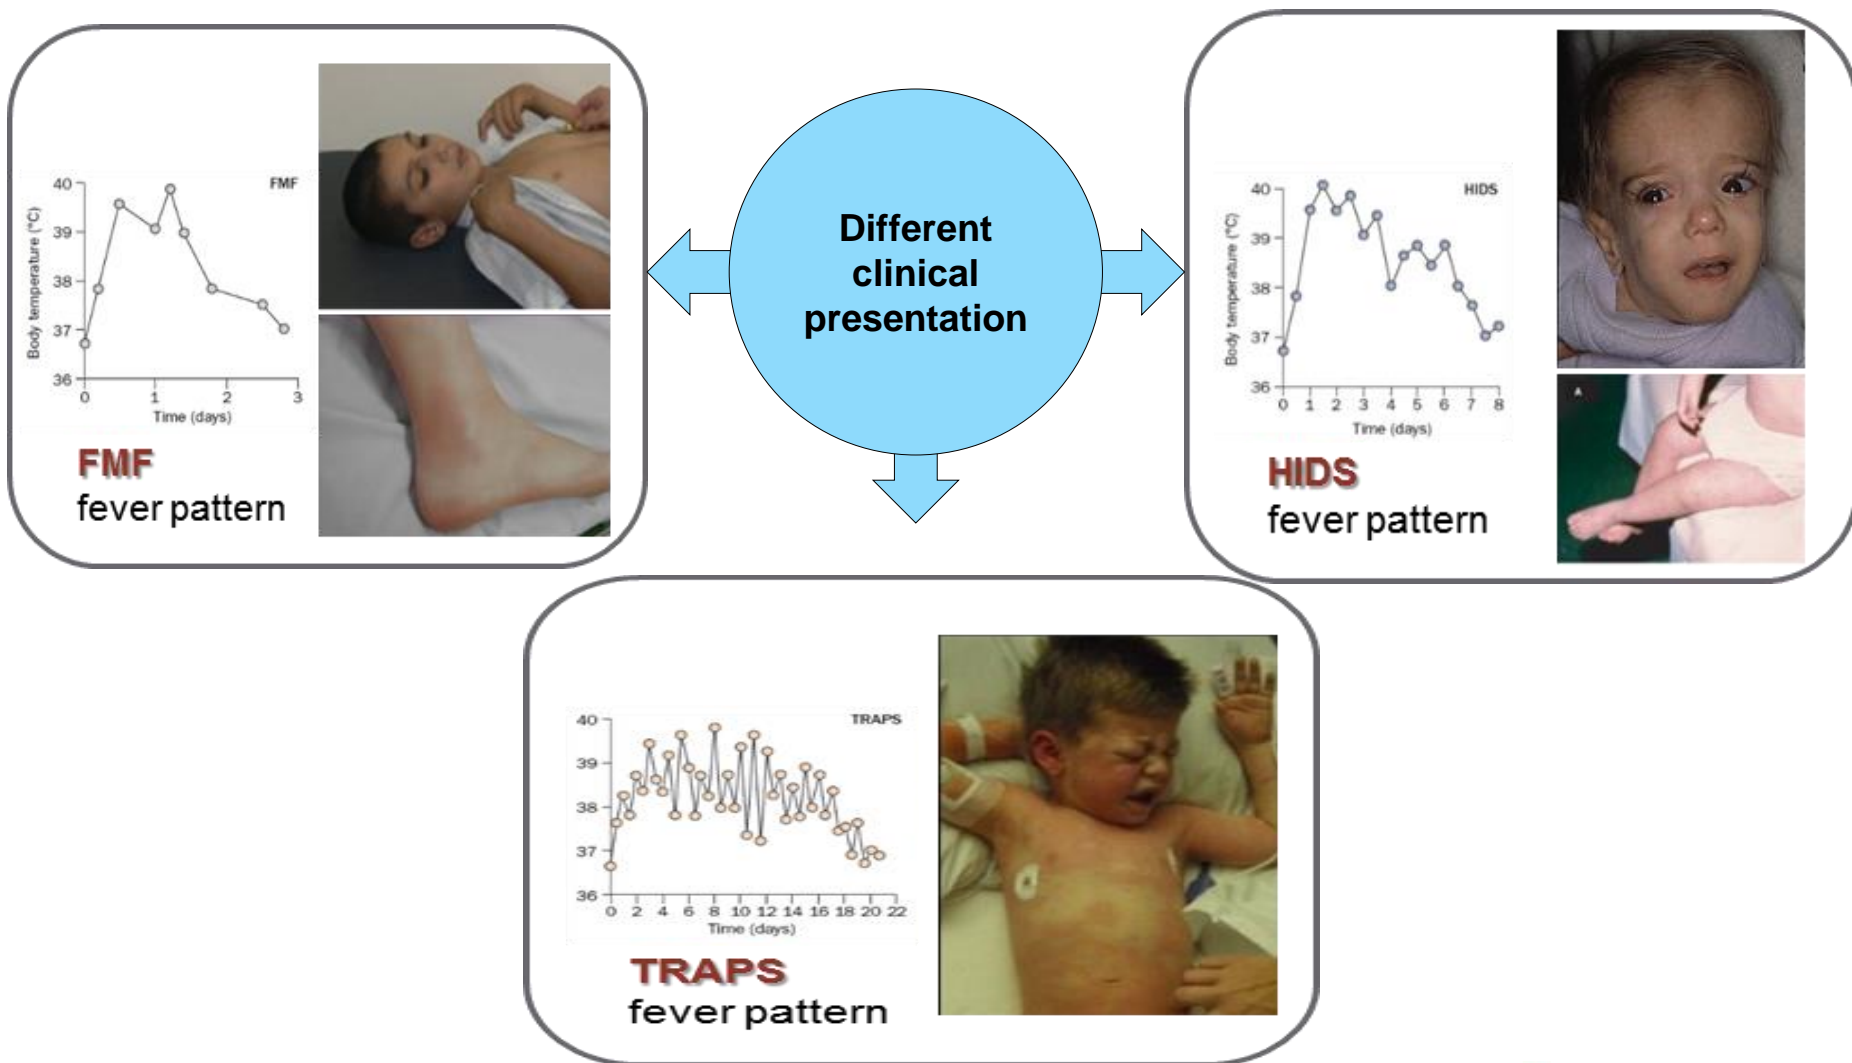 Different
clinical
presentation
FMF
Body temperature (°C)
40
39
38
37
36
0 1 2 3
Time (days)
FMF
fever pattern
HIDS
Body temperature (°C)
40
39
38
37
36
0 1 2 3 4 5 6 7 8
Time (days)
HIDS
fever pattern
A
TRAPS
40
39
38
37
36
0 2 4 6 8 10 12 14 16 18 20 22
Time (days)
TRAPS
fever pattern